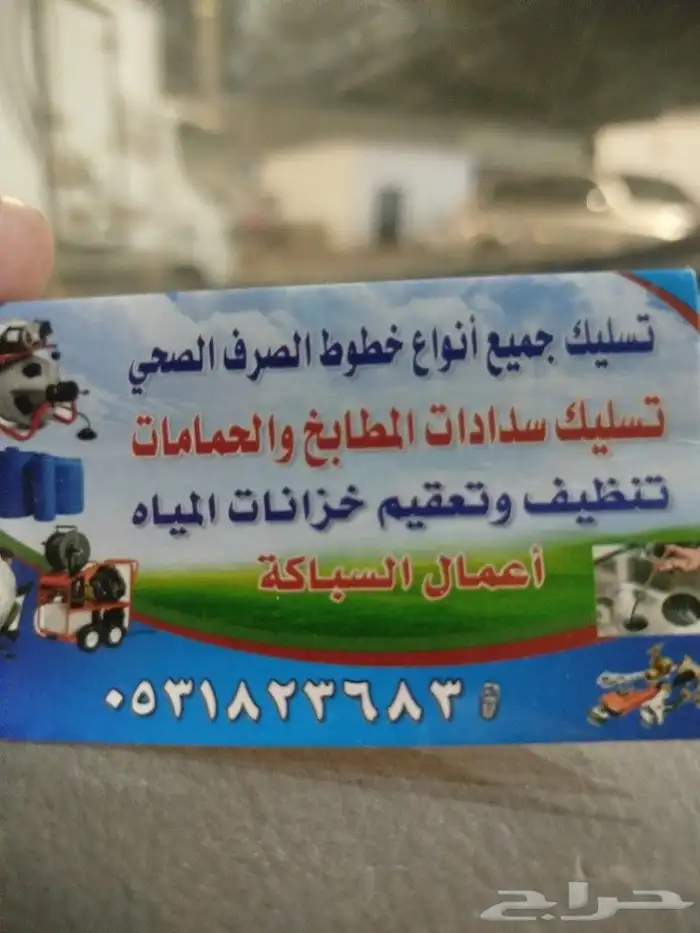 تسليك جميع أنواع خطوط الصرف الصحي
تسليك سدادات المطابخ والحمامات
تنظيف وتعقيم خزانات المياه
أعمال السباكة
٠٥٣١٨٢٣٦٨٣
حراج